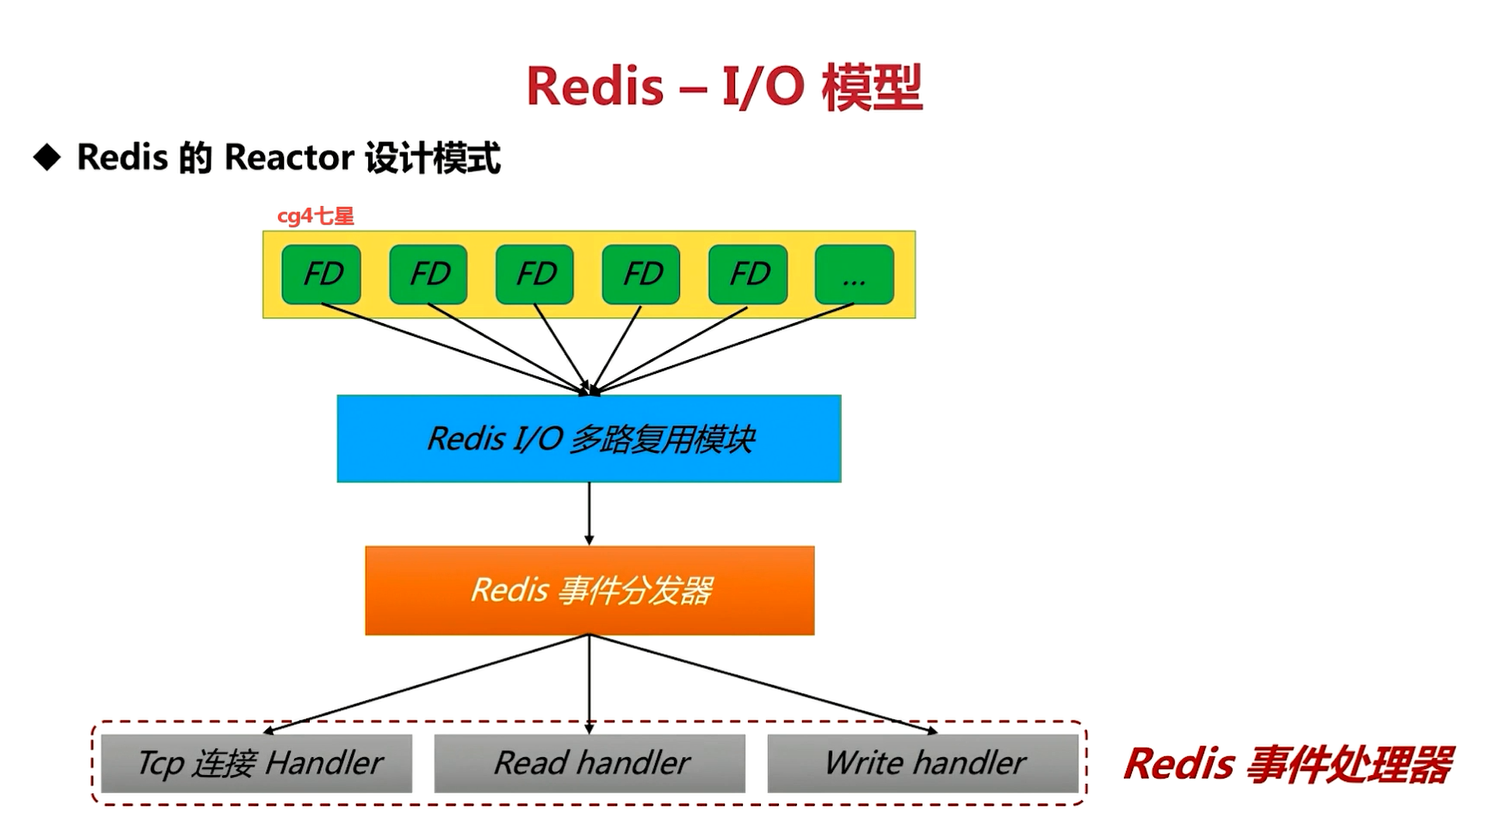 Redis – I/O 模型
◆ Redis 的 Reactor 设计模式
cg4七星
FD FD FD FD FD ...
Redis I/O 多路复用模块
Redis 事件分发器
Tcp 连接 Handler Read handler Write handler
Redis 事件处理器